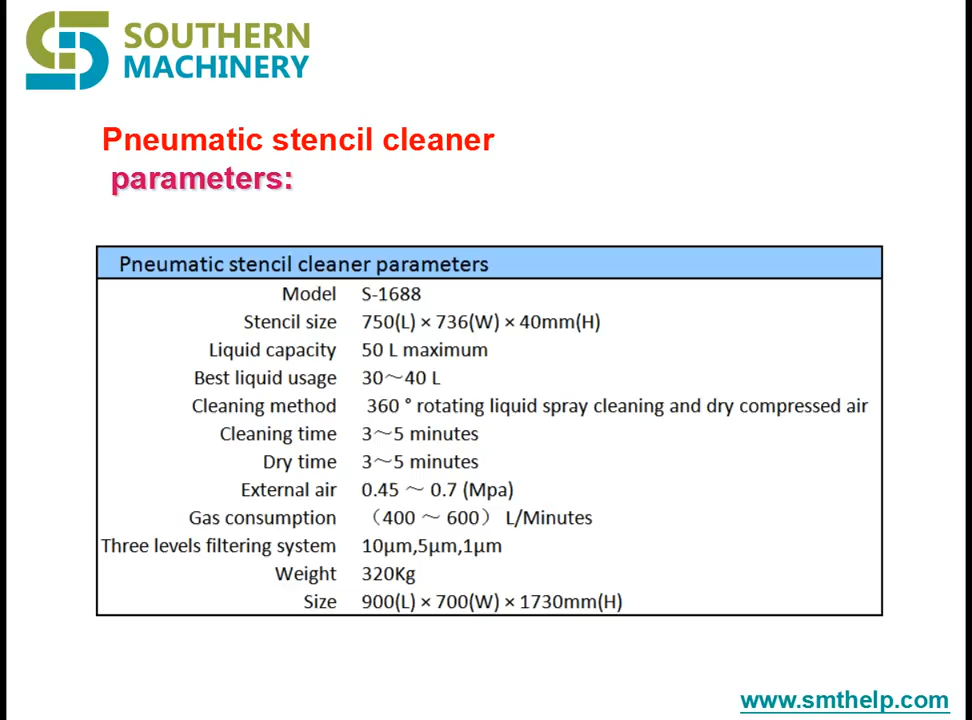 SOUTHERN
MACHINERY
Pneumatic stencil cleaner
parameters:
Pneumatic stencil cleaner parameters
Model S-1688
Stencil size 750(L) × 736(W) × 40mm(H)
Liquid capacity 50 L maximum
Best liquid usage 30～40 L
Cleaning method 360 ° rotating liquid spray cleaning and dry compressed air
Cleaning time 3～5 minutes
Dry time 3～5 minutes
External air 0.45 ～ 0.7 (Mpa)
Gas consumption （400 ～ 600） L/Minutes
Three levels filtering system 10μm,5μm,1μm
Weight 320Kg
Size 900(L) × 700(W) × 1730mm(H)
www.smthelp.com